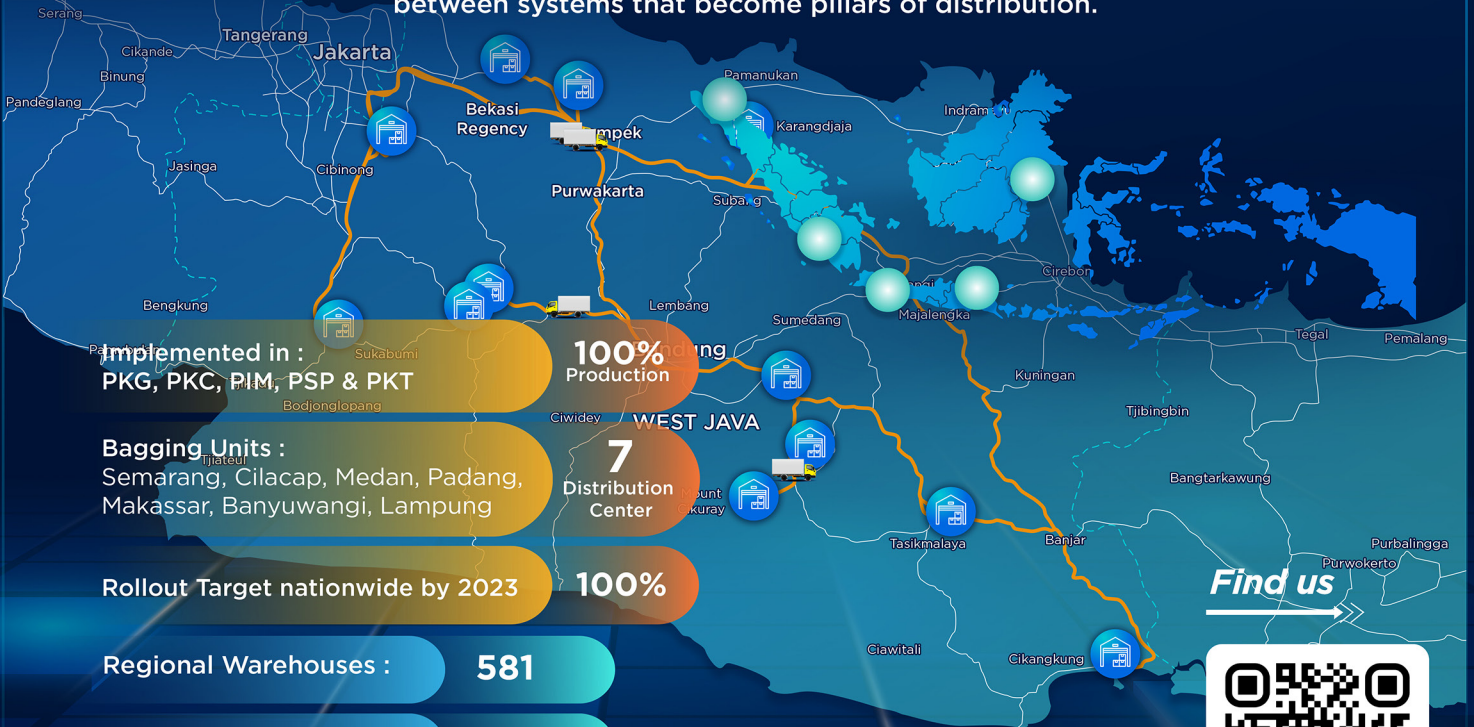 between systems that become pillars of distribution.
Serang
Tangerang
Cikande
Jakarta
Binung
Pandeglang
Pamanukan
Bekasi
Regency
Karangdjaja
Jasinga
Cibinong
Purwakarta
Cirebon
Bengkung
Lembang
Sumedang
Majalengka
Tegal
Pemalang
Implemented in :
PKG, PKC, PIM, PSP & PKT
100%
Production
Sukabumi
Bodjonglopang
Kuningan
Ciwidey
WEST JAVA
Tjibingbin
Bagging Units :
Semarang, Cilacap, Medan, Padang,
Makassar, Banyuwangi, Lampung
7
Distribution
Center
Tjiateul
Bangtarkawung
Tasikmalaya
Banjar
Purbalingga
Purwokerto
Rollout Target nationwide by 2023
100%
Find us
Ciawitali
Cikangkung
Regional Warehouses :
581